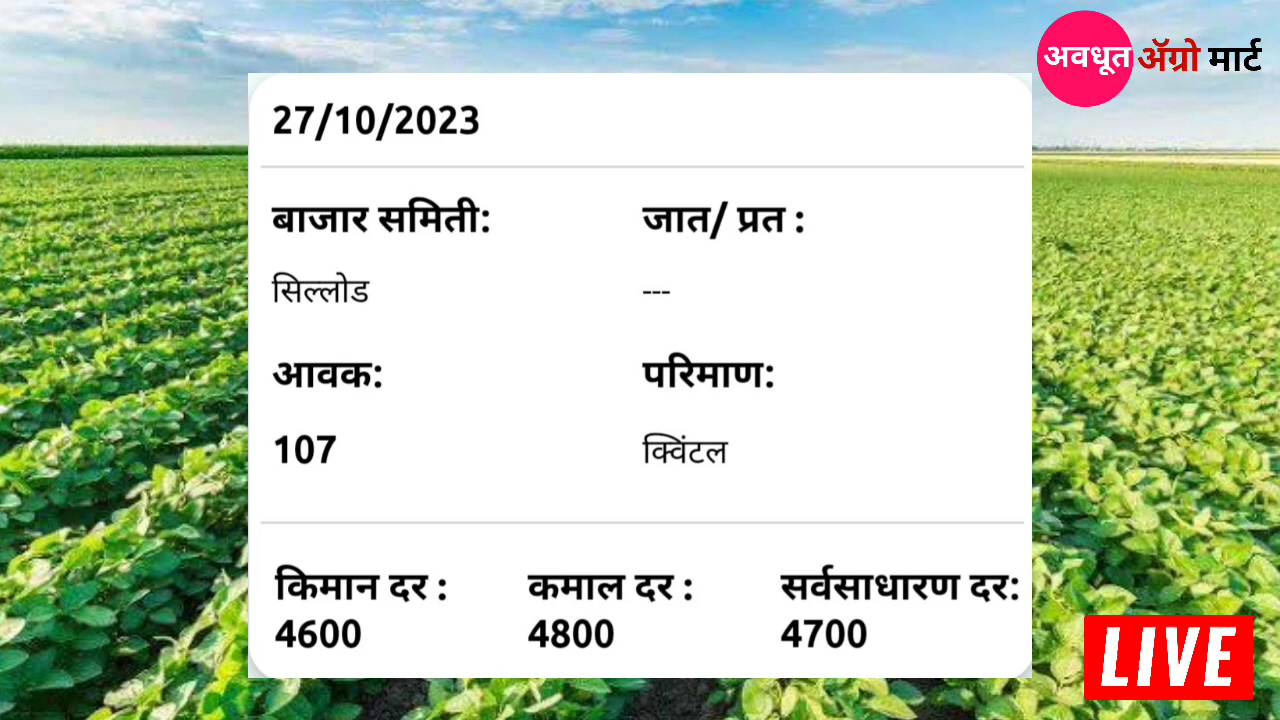 अवधूत ॲग्रो मार्ट
27/10/2023
बाजार समिती: जात/ प्रत :
सिल्लोड ---
आवक: परिमाण:
107 क्विंटल
किमान दर : कमाल दर : सर्वसाधारण दर:
4600 4800 4700
LIVE